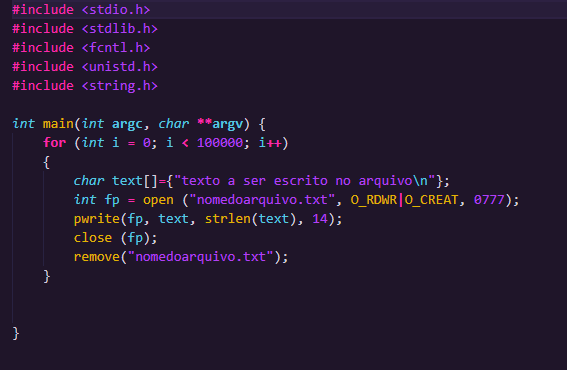 #include <stdio.h>
#include <stdlib.h>
#include <fcntl.h>
#include <unistd.h>
#include <string.h>
int main(int argc, char **argv) {
for (int i = 0; i < 100000; i++)
{
char text[]={"texto a ser escrito no arquivo\n"};
int fp = open ("nomedoarquivo.txt", O_RDWR|O_CREAT, 0777);
pwrite(fp, text, strlen(text), 14);
close (fp);
remove("nomedoarquivo.txt");
}
}